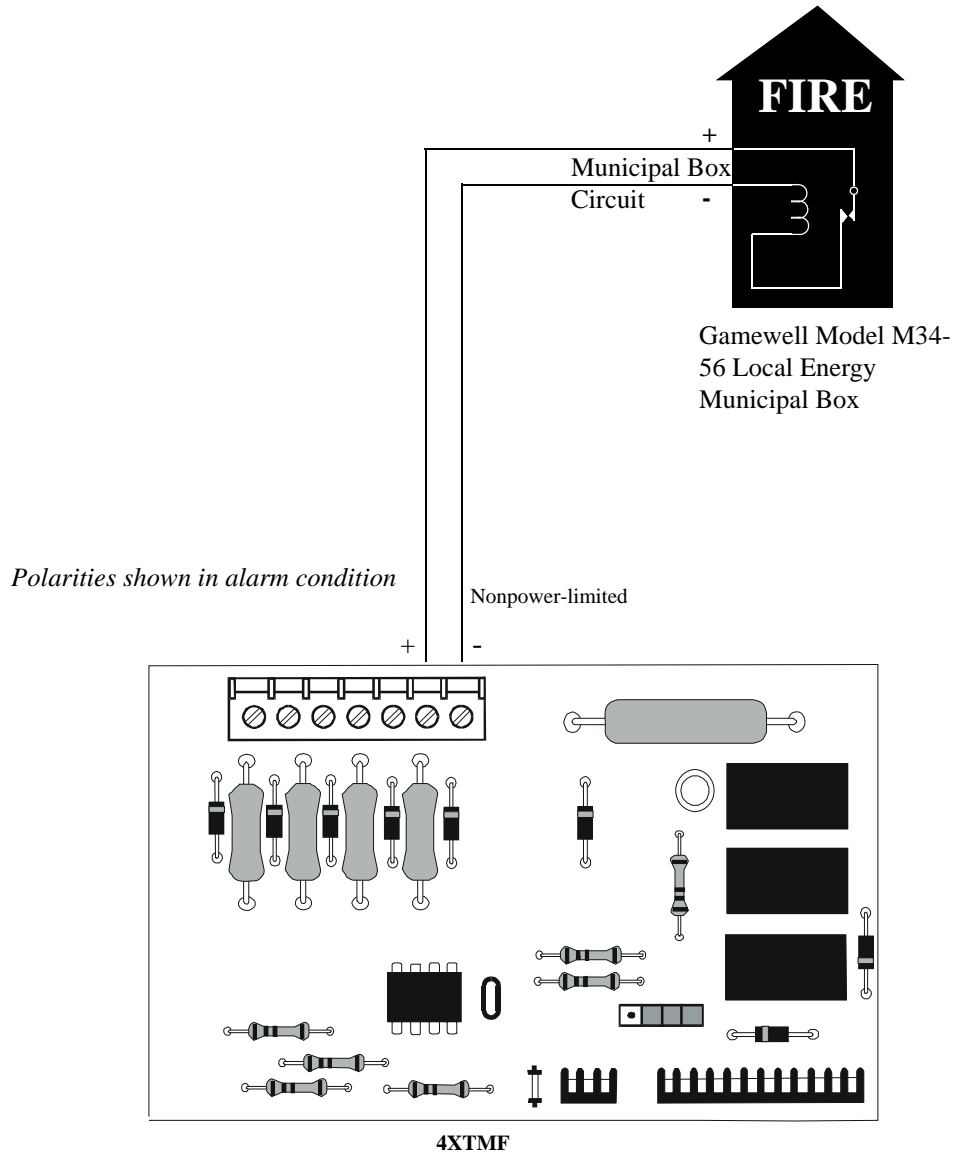 FIRE
+
Municipal Box
Circuit -
Gamewell Model M34-
56 Local Energy
Municipal Box
Polarities shown in alarm condition
Nonpower-limited
+ -
4XTMF